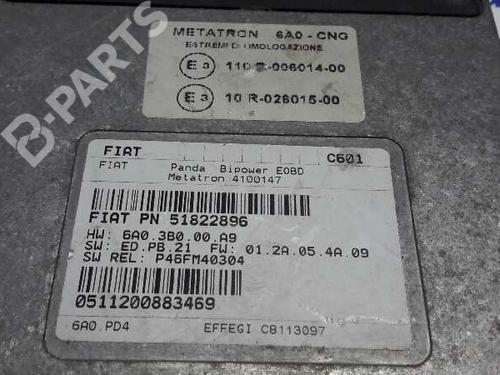 METATRON 6A0 - CNG
ESTREMI DI OMOLOGAZIONE
E 3 110 R-006014-00
E 3 10 R-026015-00
B-PARTS
FIAT C601
FIAT Panda Bipower EOBD
Metatron 4100147
FIAT PN 51822896
HW: 6A0.3B0.00.A9
SW: ED.PB.21 FW: 01.2A.05.4A.09
SW REL: P46FM40304
0511200883469
6A0.PD4 EFFEGI C8113097